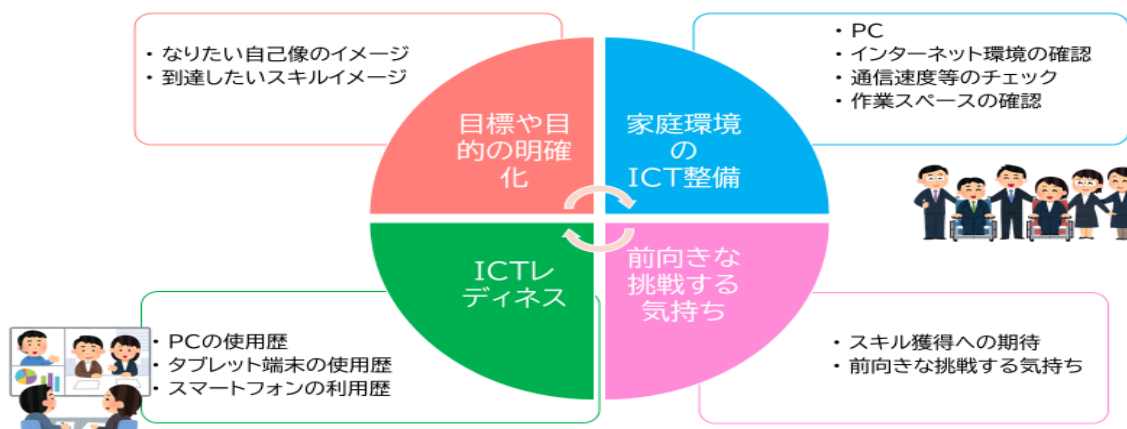 ・なりたい自己像のイメージ
・到達したいスキルイメージ
目標や目
的の明確
化
家庭環境
の
ICT整備
・PC
・インターネット環境の確認
・通信速度等のチェック
・作業スペースの確認
ICTレ
ディネス
前向きな
挑戦する
気持ち
・PCの使用歴
・タブレット端末の使用歴
・スマートフォンの利用歴
・スキル獲得への期待
・前向きな挑戦する気持ち